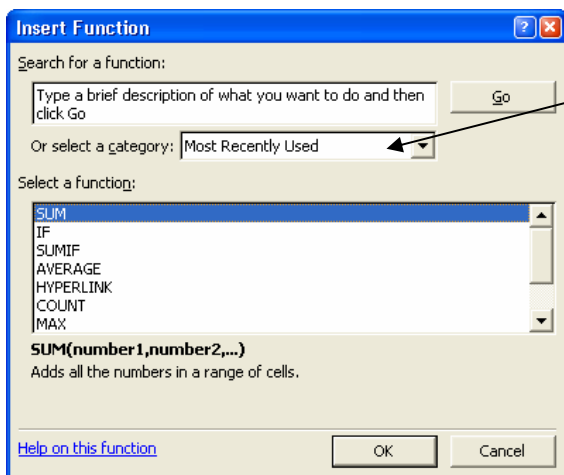 Insert Function
Search for a function:
Type a brief description of what you want to do and then
click Go
Go
Or select a category: Most Recently Used
Select a function:
SUM
IF
SUMIF
AVERAGE
HYPERLINK
COUNT
MAX
SUM(number1,number2,...)
Adds all the numbers in a range of cells.
Help on this function
OK
Cancel